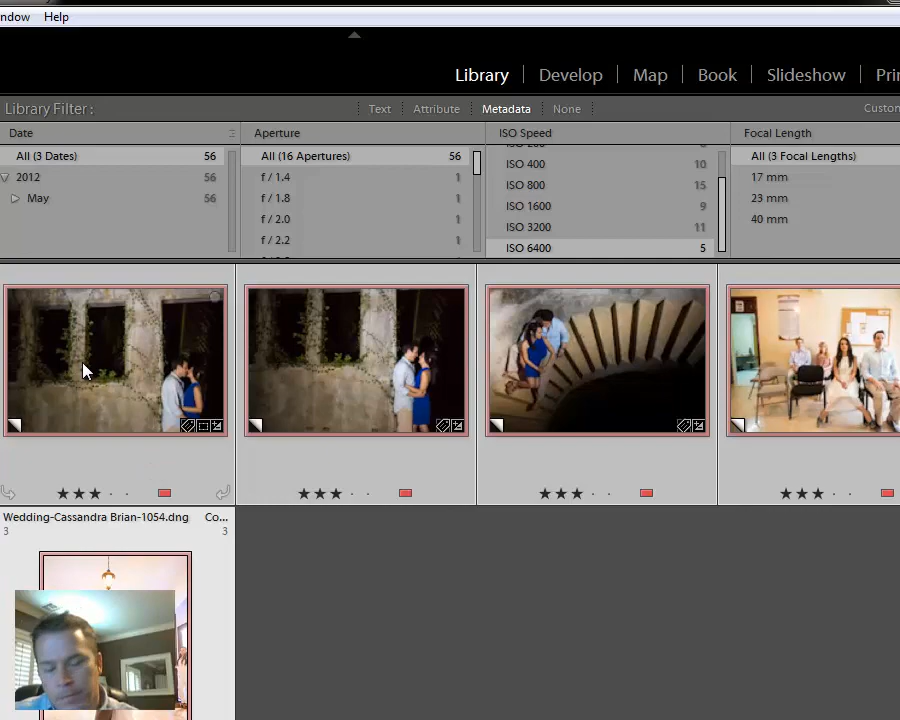 ndow Help
Library | Develop | Map | Book | Slideshow | Pri
Library Filter : Text Attribute Metadata None Custom
Date Aperture ISO Speed Focal Length
All (3 Dates) 56 All (16 Apertures) 56 ISO 400 10 All (3 Focal Lengths)
2012 56 f / 1.4 1 ISO 800 15 17 mm
May 56 f / 1.8 1 ISO 1600 9 23 mm
f / 2.0 1 ISO 3200 11 40 mm
f / 2.2 1 ISO 6400 5
Wedding-Cassandra Brian-1054.dng Co...
3 3